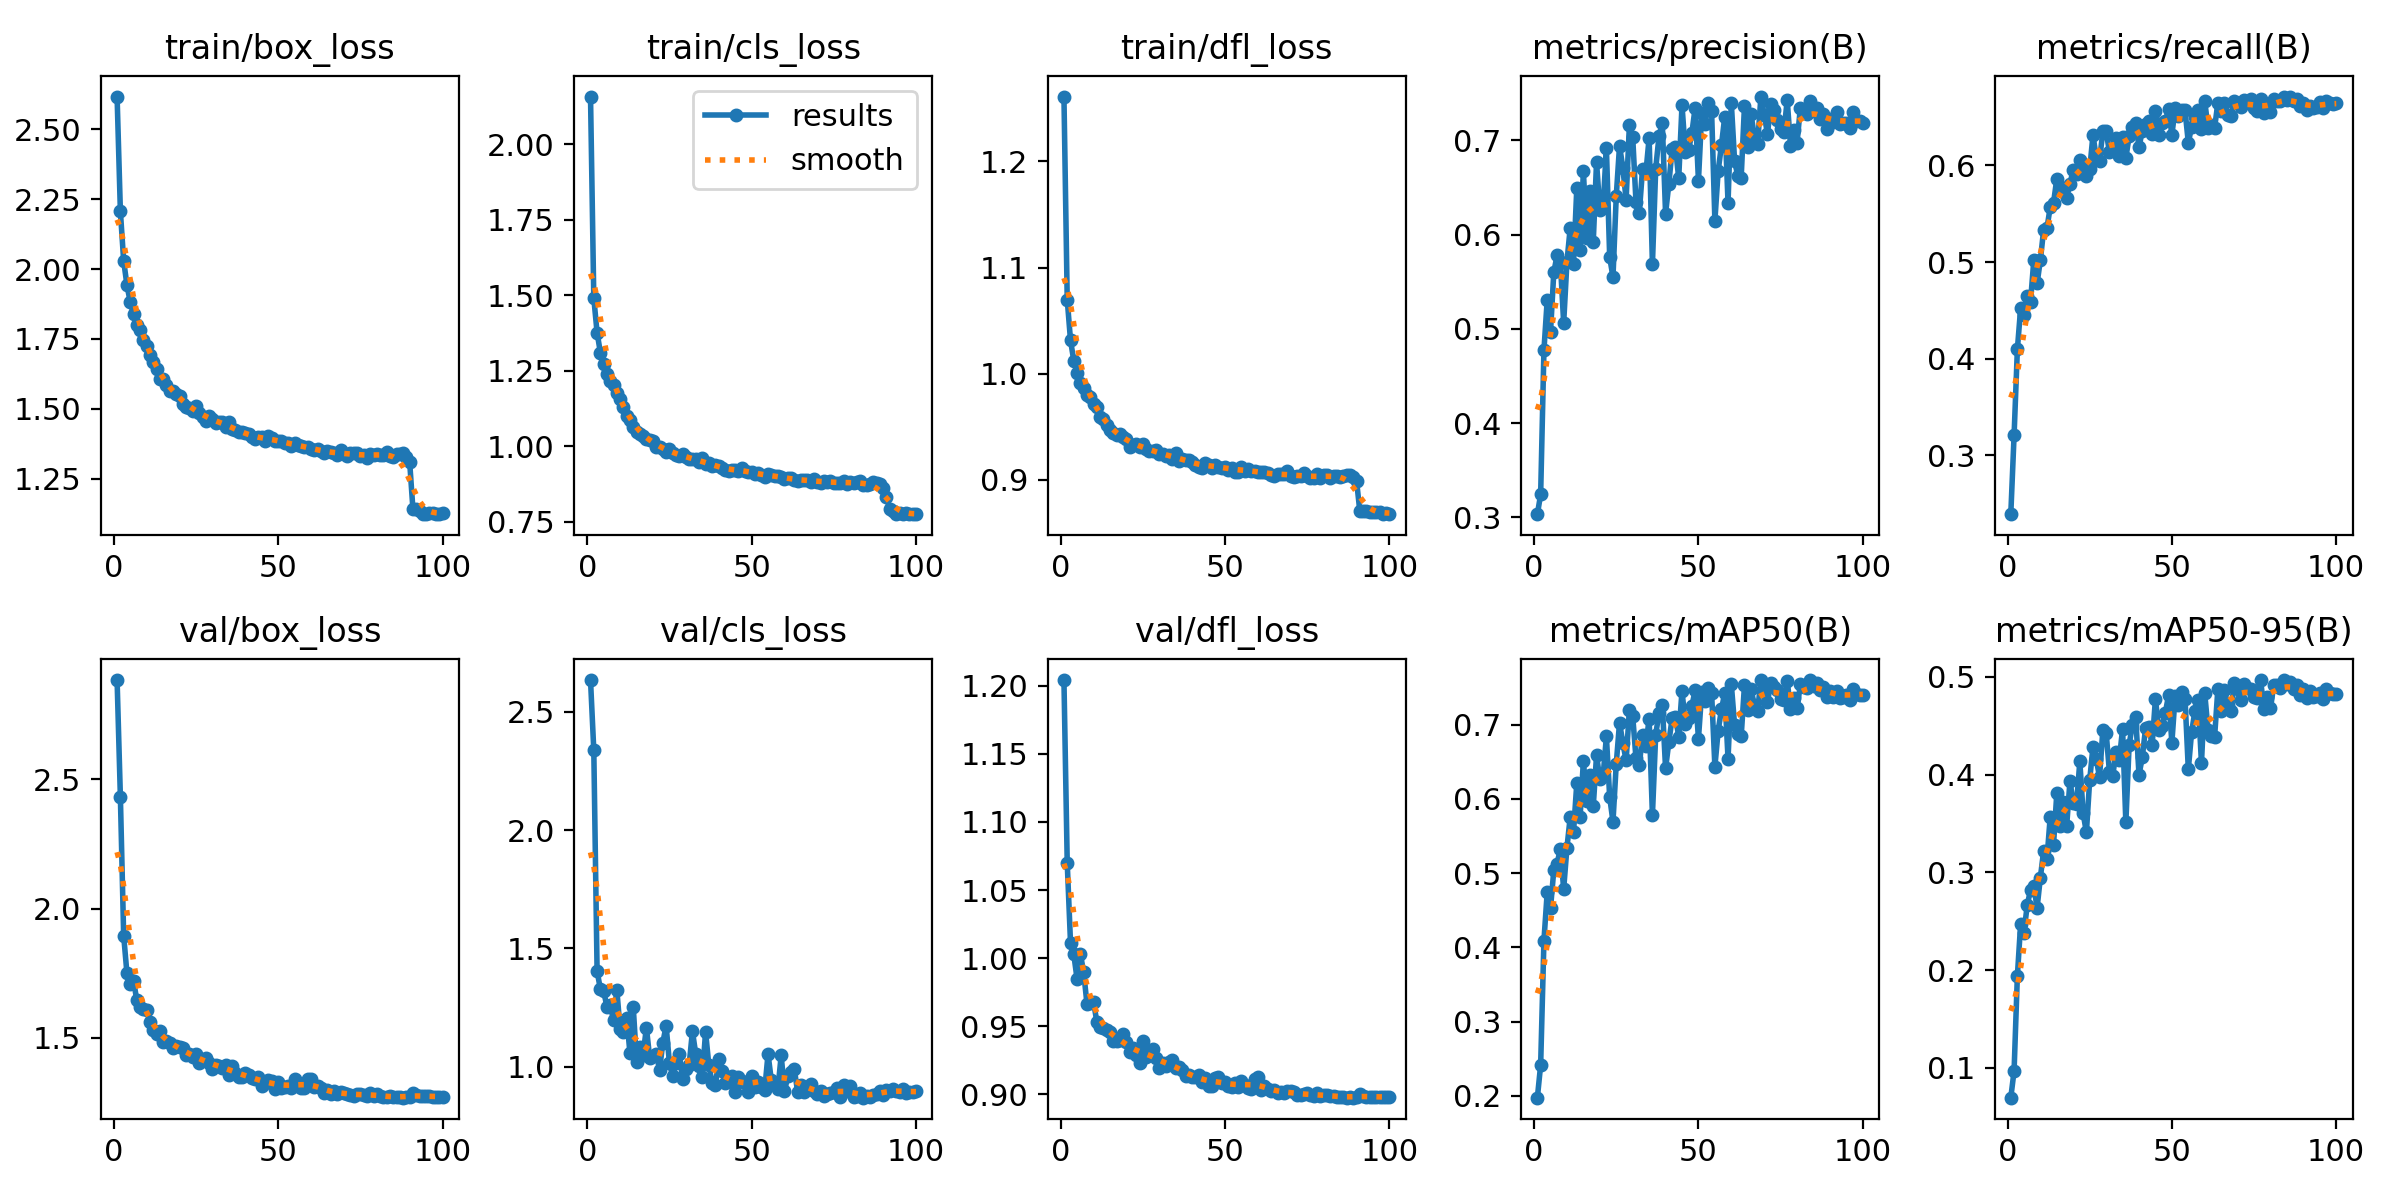 train/box_loss
2.50
2.25
2.00
1.75
1.50
1.25
0 50 100
train/cls_loss
results
smooth
2.00
1.75
1.50
1.25
1.00
0.75
0 50 100
train/dfl_loss
1.2
1.1
1.0
0.9
0 50 100
metrics/precision(B)
0.7
0.6
0.5
0.4
0.3
0 50 100
metrics/recall(B)
0.6
0.5
0.4
0.3
0 50 100
val/box_loss
2.5
2.0
1.5
0 50 100
val/cls_loss
2.5
2.0
1.5
1.0
0 50 100
val/dfl_loss
1.20
1.15
1.10
1.05
1.00
0.95
0.90
0 50 100
metrics/mAP50(B)
0.7
0.6
0.5
0.4
0.3
0.2
0 50 100
metrics/mAP50-95(B)
0.5
0.4
0.3
0.2
0.1
0 50 100